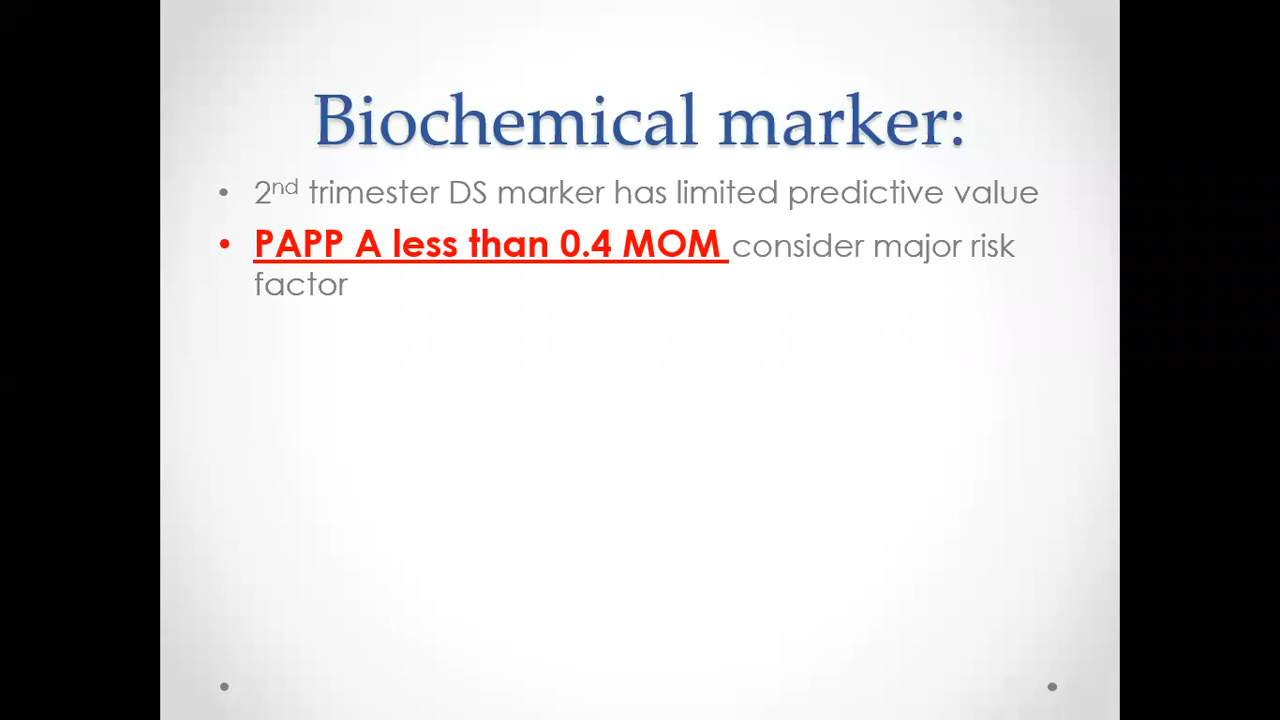 Biochemical marker:
• 2nd trimester DS marker has limited predictive value
• PAPP A less than 0.4 MOM consider major risk
factor